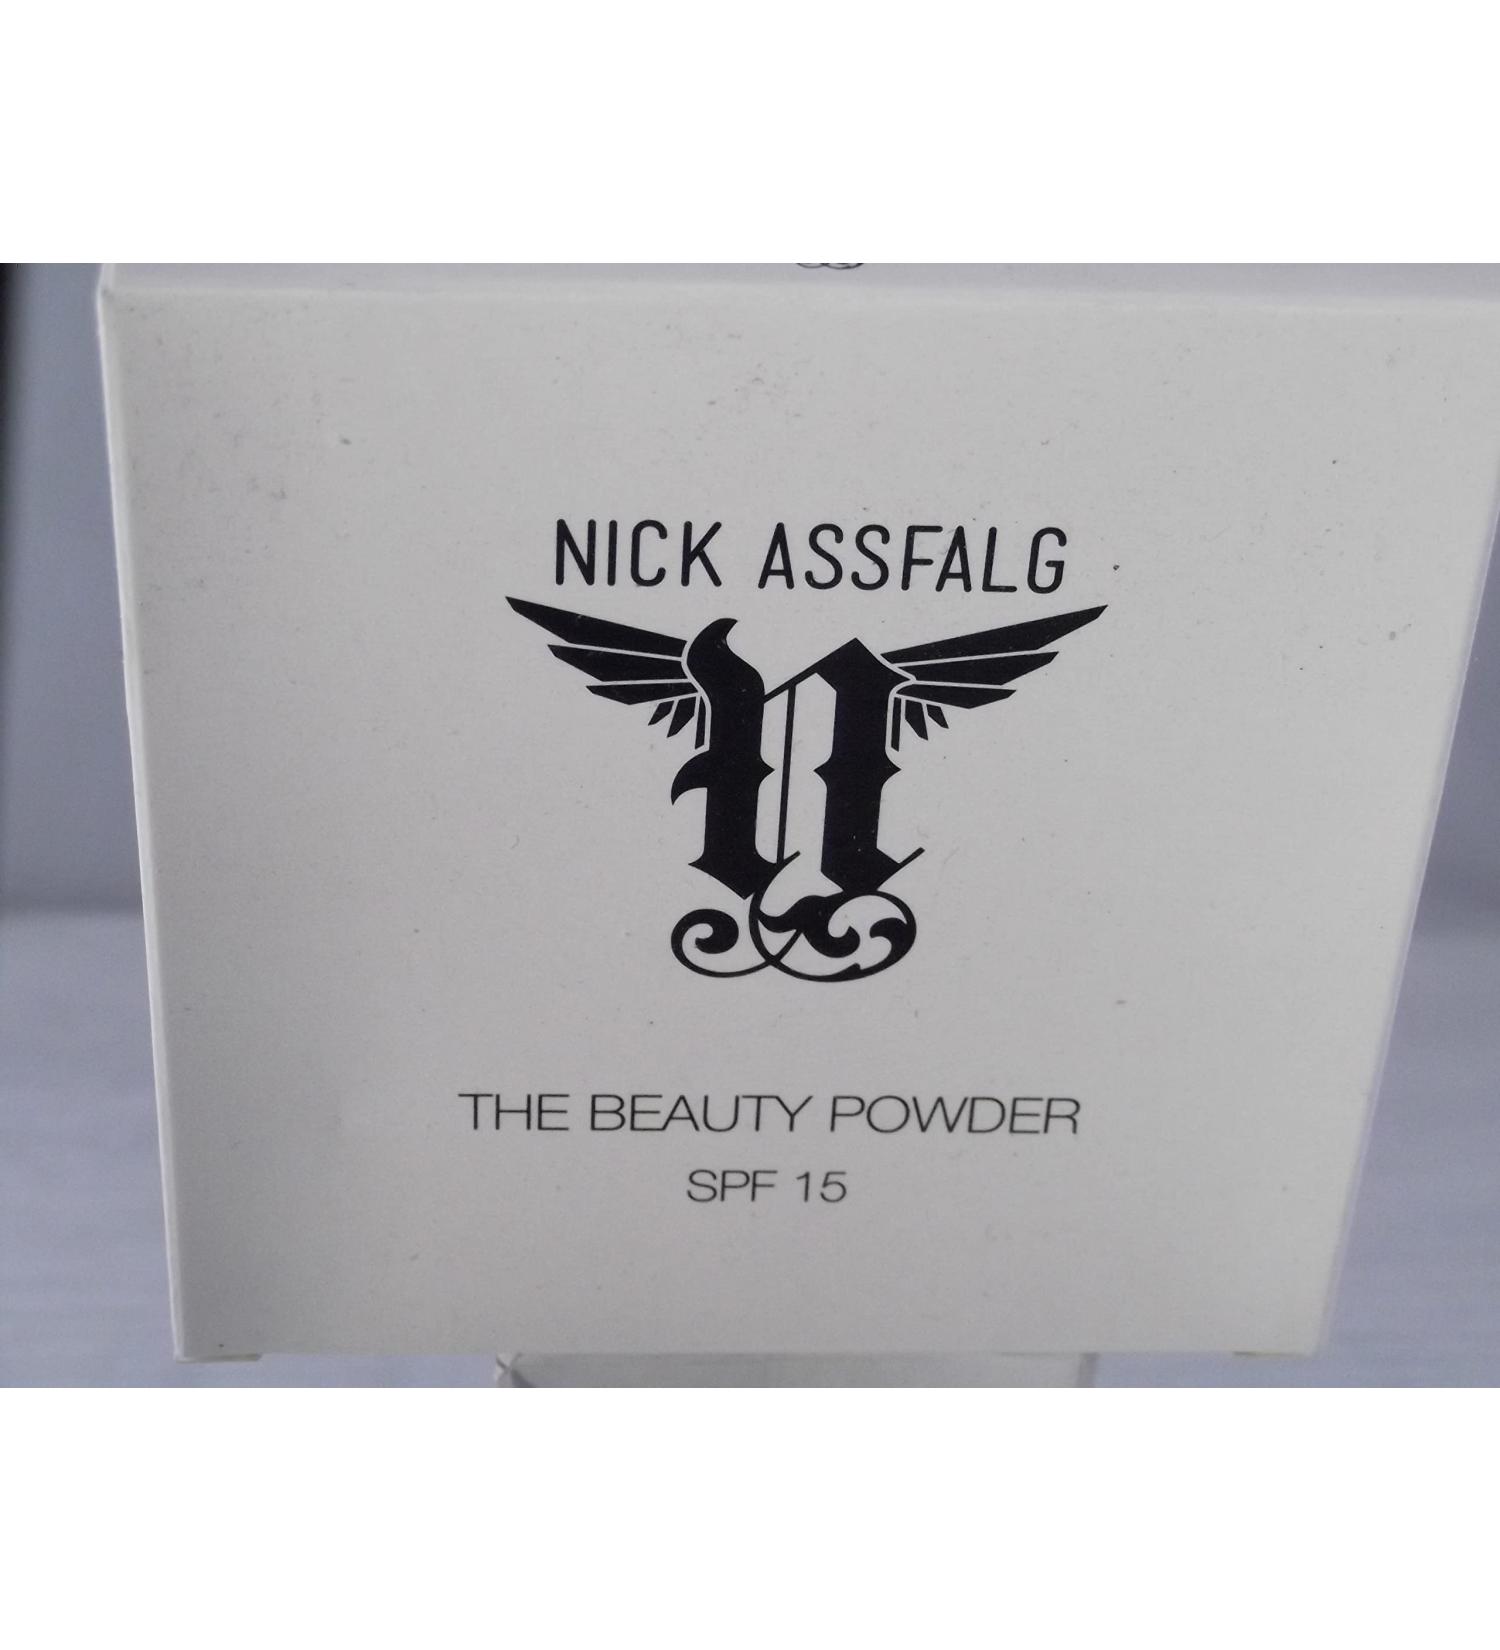 NICK ASSFALG
n
THE BEAUTY POWDER
SPF 15